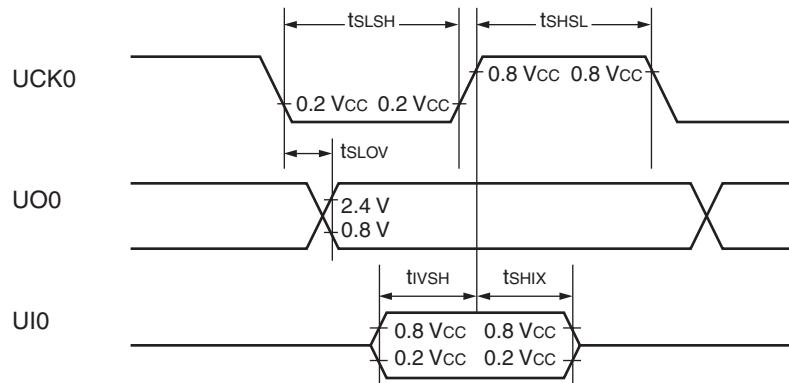 tSLSH tSHSL
UCK0
0.8 VCC 0.8 VCC
0.2 VCC 0.2 VCC
tSLOV
UO0
2.4 V
0.8 V
tIVSH tSHIX
UI0
0.8 VCC 0.8 VCC
0.2 VCC 0.2 VCC